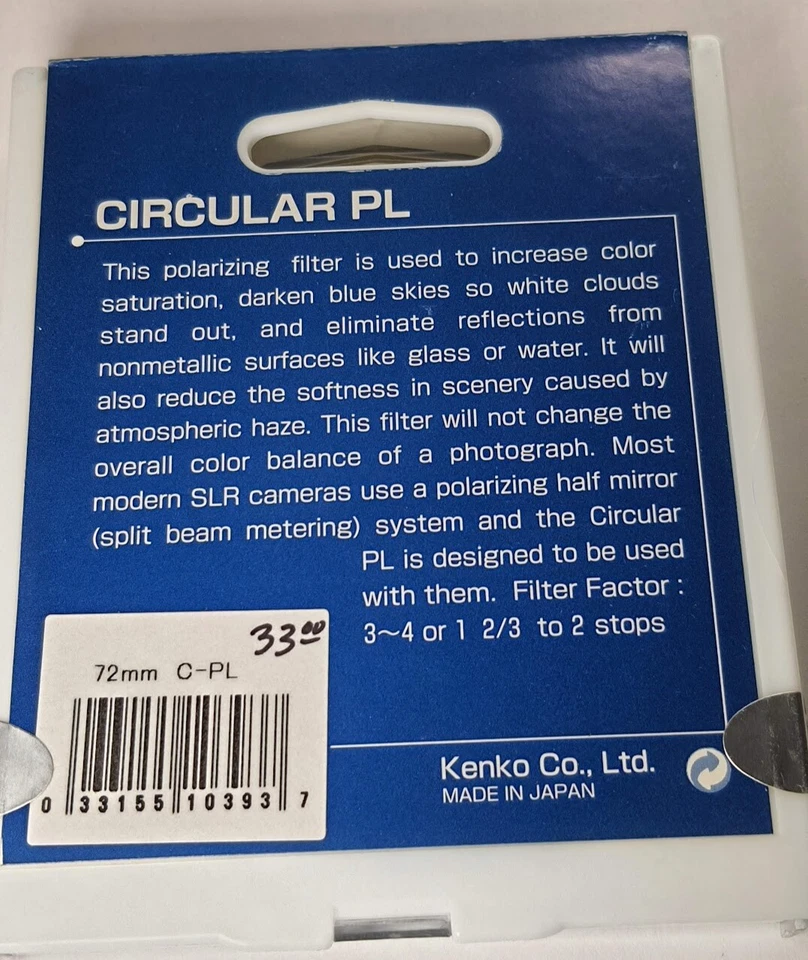 CIRCULAR PL
This polarizing filter is used to increase color
saturation, darken blue skies so white clouds
stand out, and eliminate reflections from
nonmetallic surfaces like glass or water. It will
also reduce the softness in scenery caused by
atmospheric haze. This filter will not change the
overall color balance of a photograph. Most
modern SLR cameras use a polarizing half mirror
(split beam metering) system and the Circular
PL is designed to be used
with them. Filter Factor :
3~4 or 1 2/3 to 2 stops
33.00
72mm C-PL
0 33155 10393 7
Kenko Co., Ltd.
MADE IN JAPAN